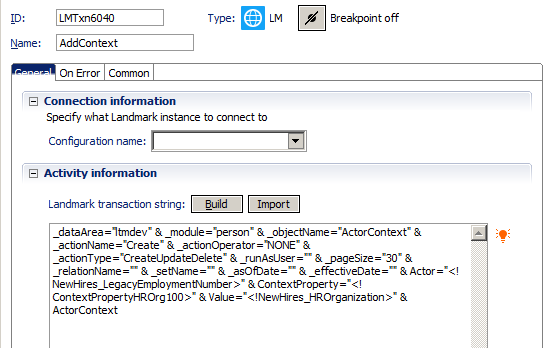 ID: LMTxn6040 Type: LM Breakpoint off
Name: AddContext
General On Error Common
Connection information
Specify what Landmark instance to connect to
Configuration name:
Activity information
Landmark transaction string: Build Import
_dataArea="ltmdev" & _module="person" & _objectName="ActorContext" &
_actionName="Create" & _actionOperator="NONE" &
_actionType="CreateUpdateDelete" & _runAsUser="" & _pageSize="30" &
_relationName="" & _setName="" & _asOfDate="" & _effectiveDate="" & Actor="<!
NewHires_LegacyEmploymentNumber>" & ContextProperty="<!
ContextPropertyHROrg100>" & Value="<!NewHires_HROrganization>" &
ActorContext